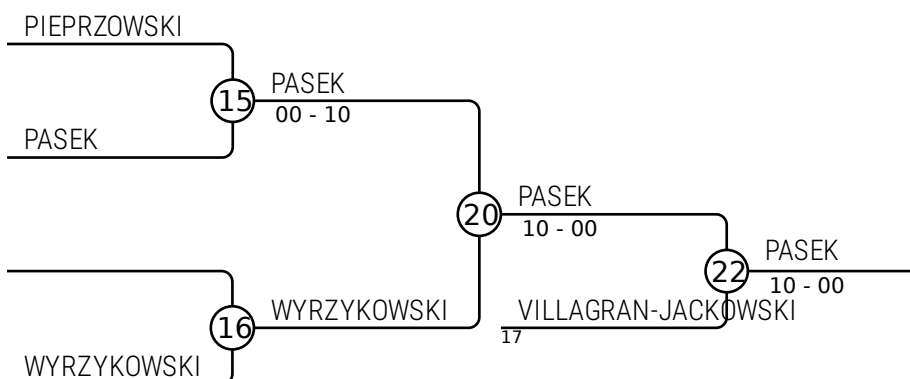 PIEPRZOWSKI
PASEK
15
00 - 10
PASEK
PASEK
20
10 - 00
PASEK
22
10 - 00
WYRZYKOWSKI
16
VILLAGRAN-JACKOWSKI
17
WYRZYKOWSKI